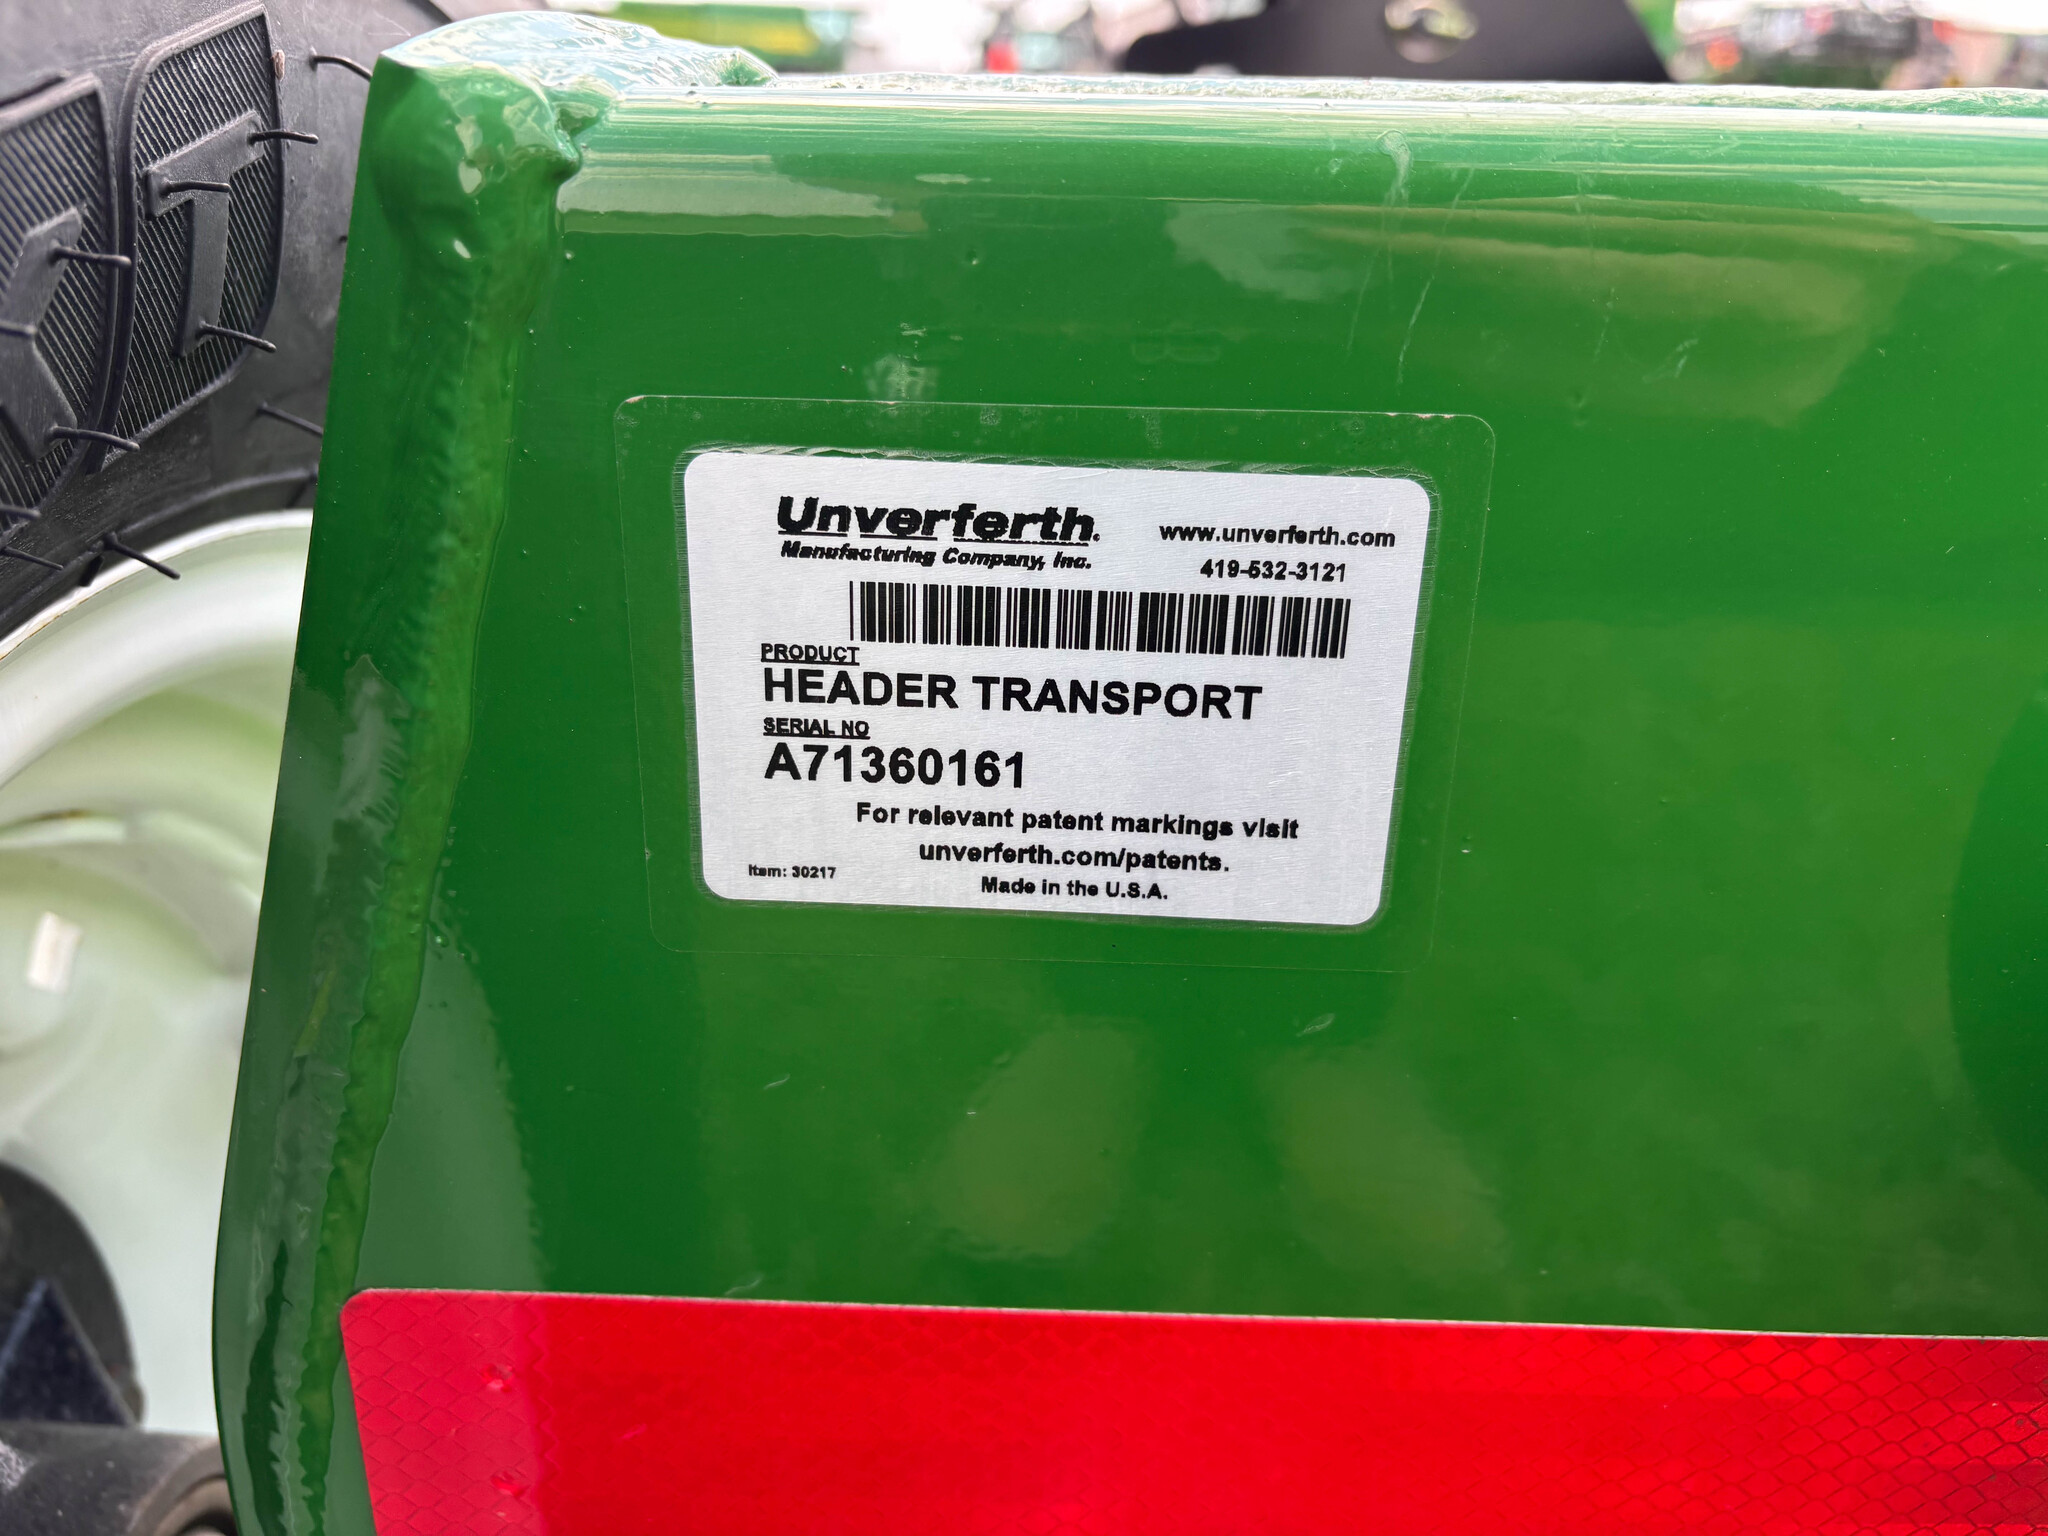 Unverferth.
Manufacturing Company, Inc.
www.unverferth.com
419-532-3121
PRODUCT
HEADER TRANSPORT
SERIAL NO
A71360161
For relevant patent markings visit
unverferth.com/patents.
Item: 30217
Made in the U.S.A.